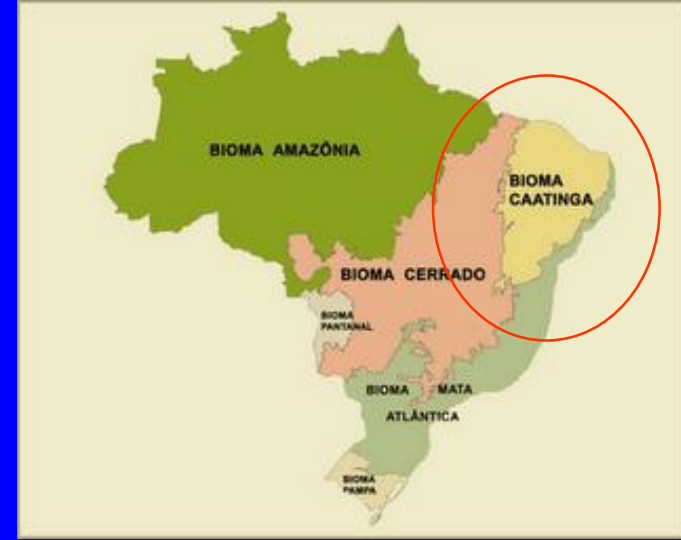 BIOMA AMAZÔNIA
BIOMA
CAATINGA
BIOMA CERRADO
BIOMA
PANTANAL
BIOMA MATA
ATLÂNTICA
BIOMA
PAMPA